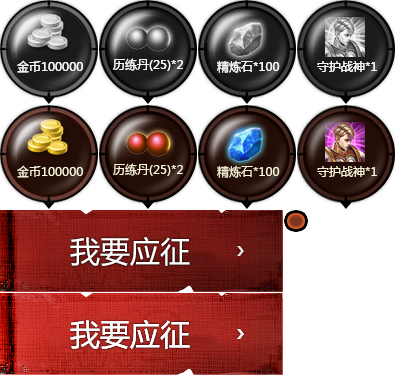 金币100000
历练丹(25)*2
精炼石*100
守护战神*1
金币100000
历练丹(25)*2
精炼石*100
守护战神*1
我要应征 ›
我要应征 ›